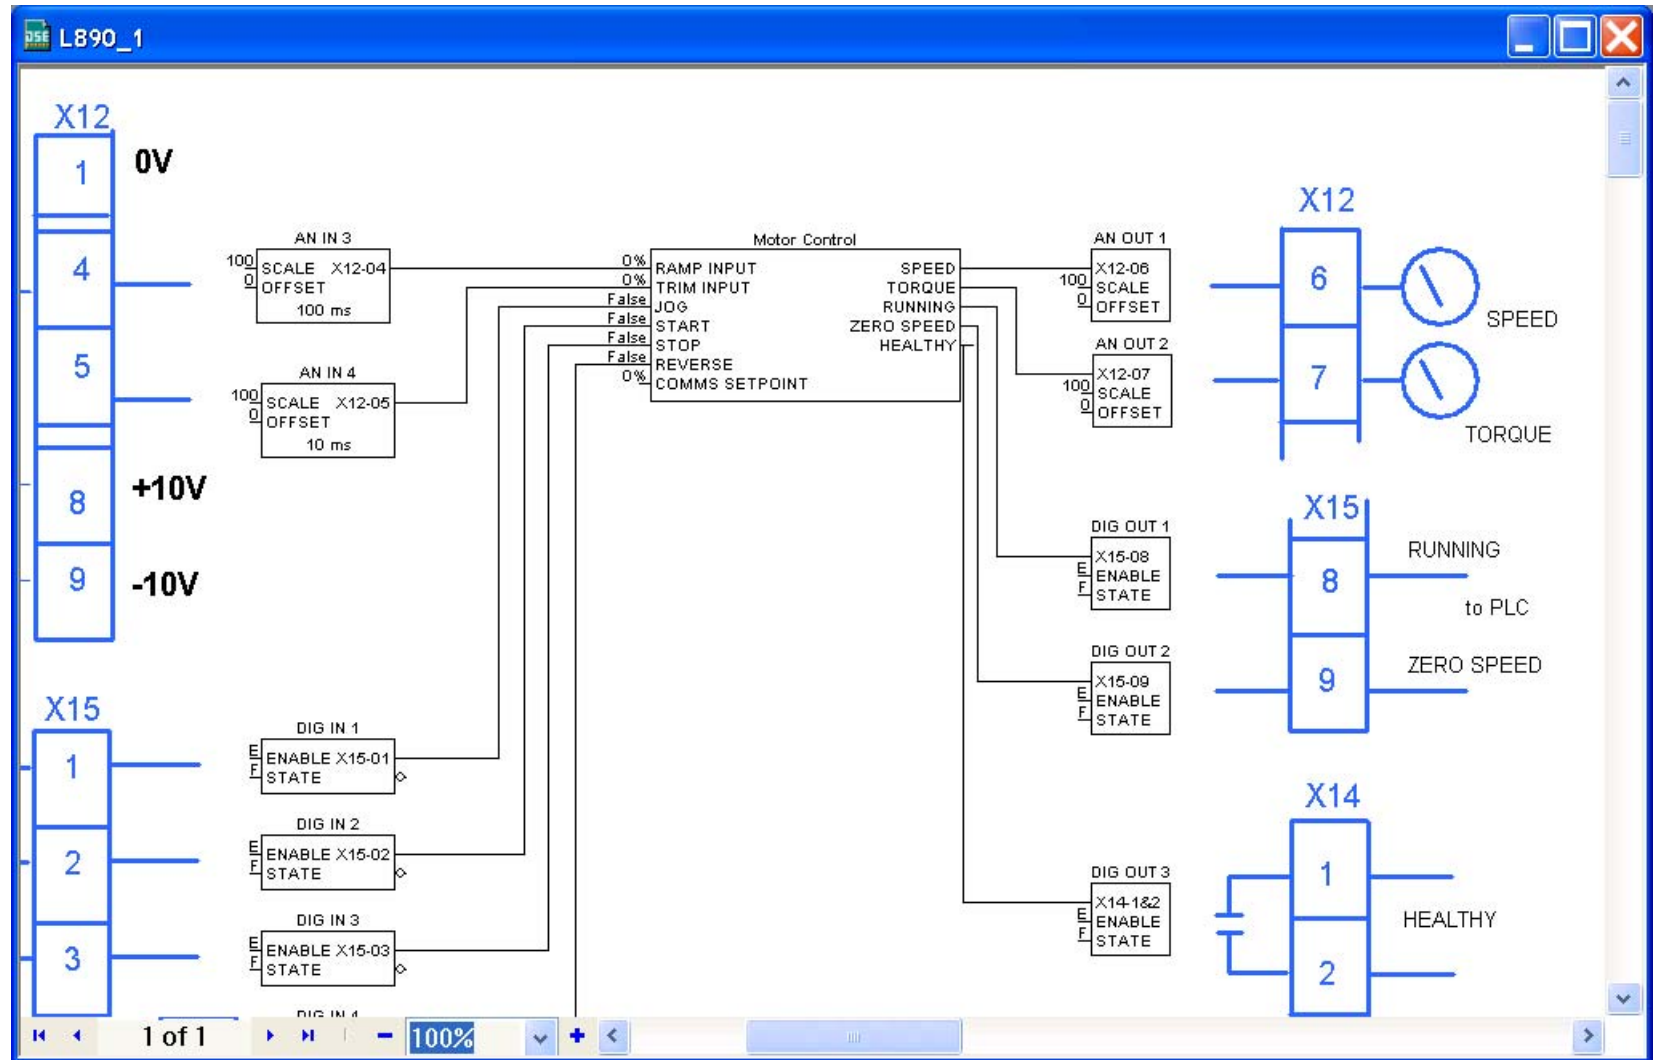 L890_1
X12
1
0V
4
5
8
+10V
9
-10V
X15
1
2
3
AN IN 3
100
SCALE X12-04
0
OFFSET
100 ms
AN IN 4
100
SCALE X12-05
0
OFFSET
10 ms
DIG IN 1
E
ENABLE X15-01
F
STATE
DIG IN 2
E
ENABLE X15-02
F
STATE
DIG IN 3
E
ENABLE X15-03
F
STATE
DIG IN 4
Motor Control
0% RAMP INPUT SPEED
0% TRIM INPUT TORQUE
False JOG RUNNING
False START ZERO SPEED
False STOP HEALTHY
False REVERSE
0% COMMS SETPOINT
AN OUT 1
X12-06
100 SCALE
0 OFFSET
AN OUT 2
X12-07
100 SCALE
0 OFFSET
DIG OUT 1
X15-08
E ENABLE
F STATE
DIG OUT 2
X15-09
E ENABLE
F STATE
DIG OUT 3
X14-1&2
E ENABLE
F STATE
X12
6
SPEED
7
TORQUE
X15
RUNNING
8
to PLC
ZERO SPEED
9
X14
1
HEALTHY
2
1 of 1
100%